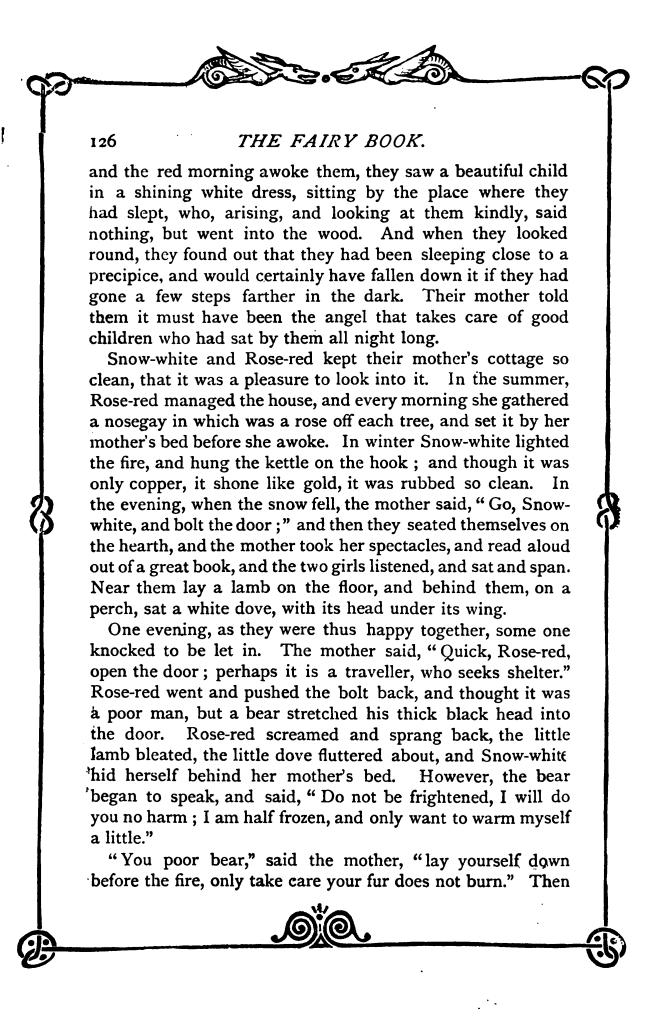 126 THE FAIRY BOOK.
and the red morning awoke them, they saw a beautiful child
in a shining white dress, sitting by the place where they
had slept, who, arising, and looking at them kindly, said
nothing, but went into the wood. And when they looked
round, they found out that they had been sleeping close to a
precipice, and would certainly have fallen down it if they had
gone a few steps farther in the dark. Their mother told
them it must have been the angel that takes care of good
children who had sat by them all night long.
Snow-white and Rose-red kept their mother's cottage so
clean, that it was a pleasure to look into it. In the summer,
Rose-red managed the house, and every morning she gathered
a nosegay in which was a rose off each tree, and set it by her
mother's bed before she awoke. In winter Snow-white lighted
the fire, and hung the kettle on the hook ; and though it was
only copper, it shone like gold, it was rubbed so clean. In
the evening, when the snow fell, the mother said, “ Go, Snow-
white, and bolt the door ;” and then they seated themselves on
the hearth, and the mother took her spectacles, and read aloud
out of a great book, and the two girls listened, and sat and span.
Near them lay a lamb on the floor, and behind them, on a
perch, sat a white dove, with its head under its wing.
One evening, as they were thus happy together, some one
knocked to be let in. The mother said, “ Quick, Rose-red,
open the door ; perhaps it is a traveller, who seeks shelter.”
Rose-red went and pushed the bolt back, and thought it was
a poor man, but a bear stretched his thick black head into
the door. Rose-red screamed and sprang back, the little
lamb bleated, the little dove fluttered about, and Snow-white
hid herself behind her mother's bed. However, the bear
began to speak, and said, “ Do not be frightened, I will do
you no harm ; I am half frozen, and only want to warm myself
a little.”
“ You poor bear,” said the mother, “ lay yourself down
before the fire, only take care your fur does not burn.” Then